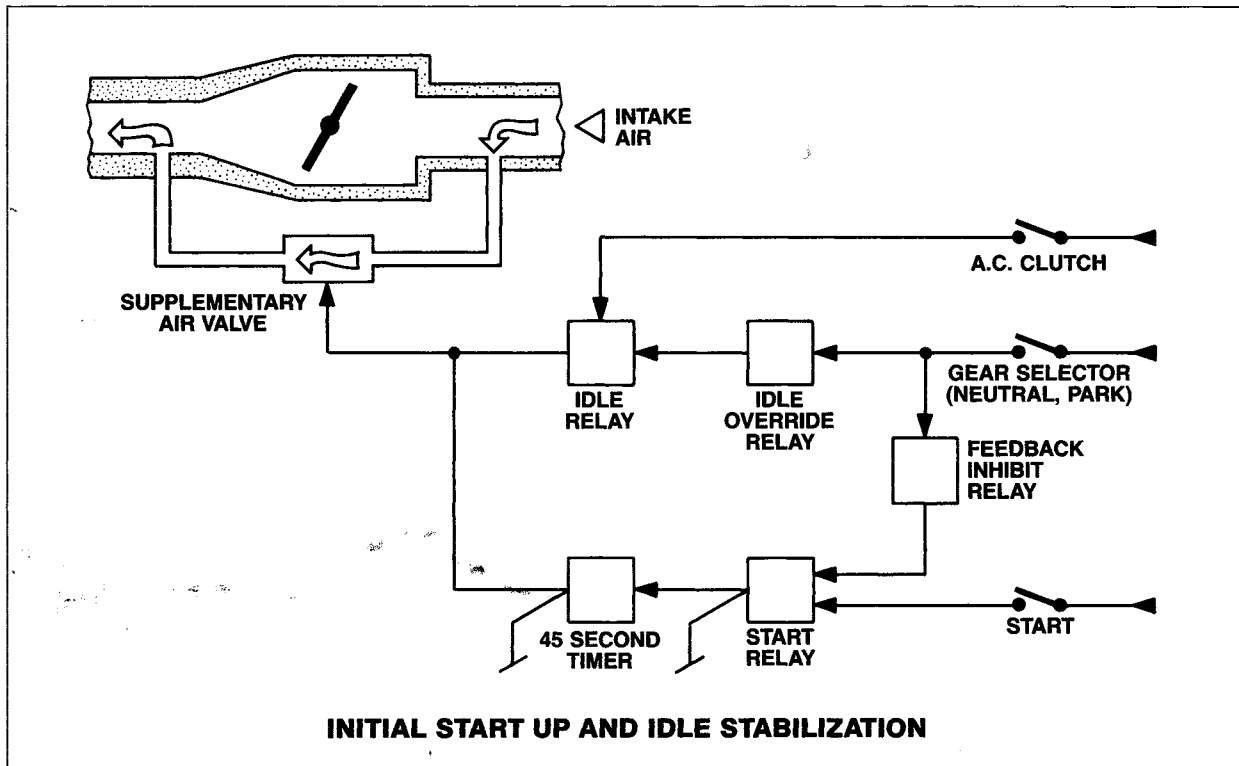 INTAKE
AIR
A.C. CLUTCH
SUPPLEMENTARY
AIR VALVE
IDLE
RELAY
IDLE
OVERRIDE
RELAY
GEAR SELECTOR
(NEUTRAL, PARK)
FEEDBACK
INHIBIT
RELAY
45 SECOND
TIMER
START
RELAY
START
INITIAL START UP AND IDLE STABILIZATION